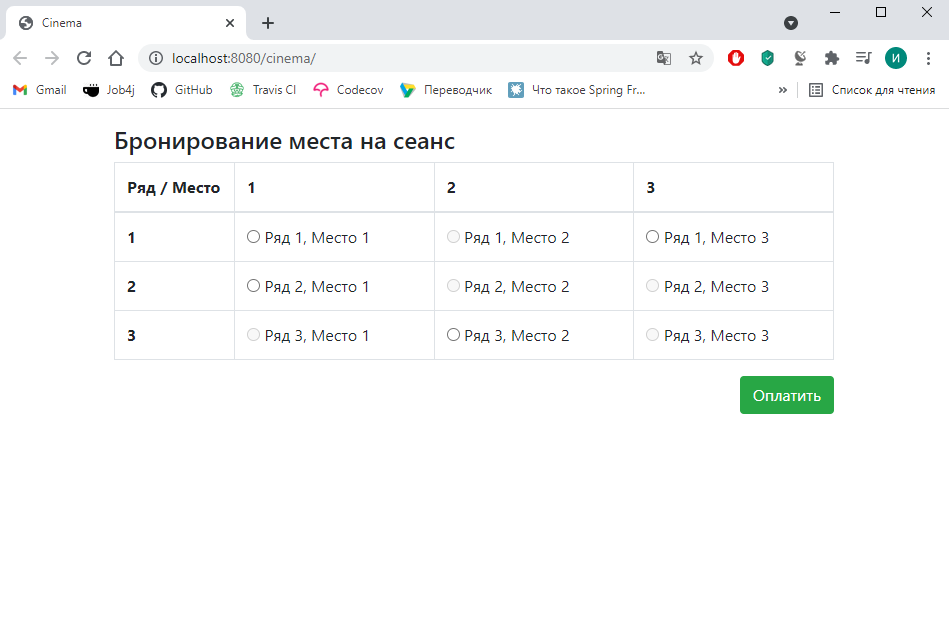 Cinema
localhost:8080/cinema/
И
Gmail Job4j GitHub Travis CI Codecov Переводчик Что такое Spring Fr... » Список для чтения
Бронирование места на сеанс
Ряд / Место 1 2 3
1 Ряд 1, Место 1 Ряд 1, Место 2 Ряд 1, Место 3
2 Ряд 2, Место 1 Ряд 2, Место 2 Ряд 2, Место 3
3 Ряд 3, Место 1 Ряд 3, Место 2 Ряд 3, Место 3
Оплатить